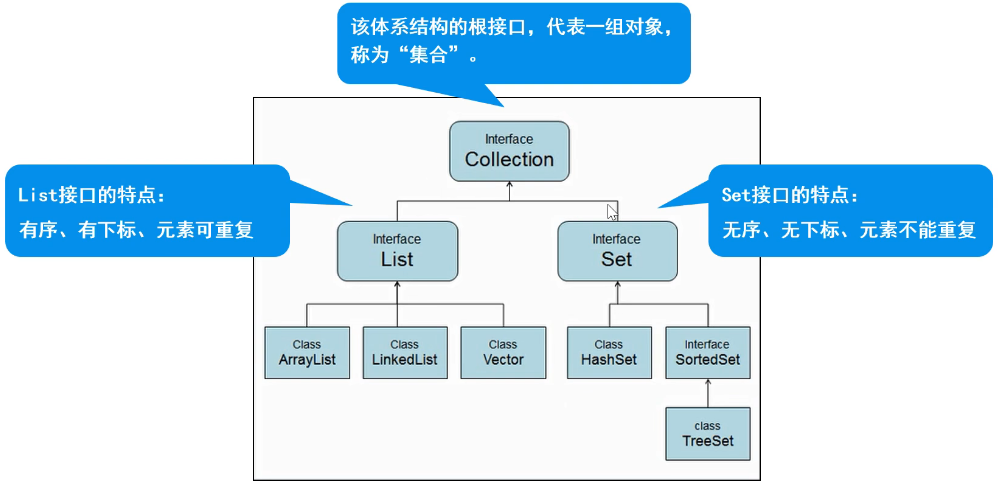 该体系结构的根接口，代表一组对象，
称为“集合”。
Interface
Collection
List接口的特点：
有序、有下标、元素可重复
Set接口的特点：
无序、无下标、元素不能重复
Interface
List
Interface
Set
Class
ArrayList
Class
LinkedList
Class
Vector
Class
HashSet
Interface
SortedSet
class
TreeSet